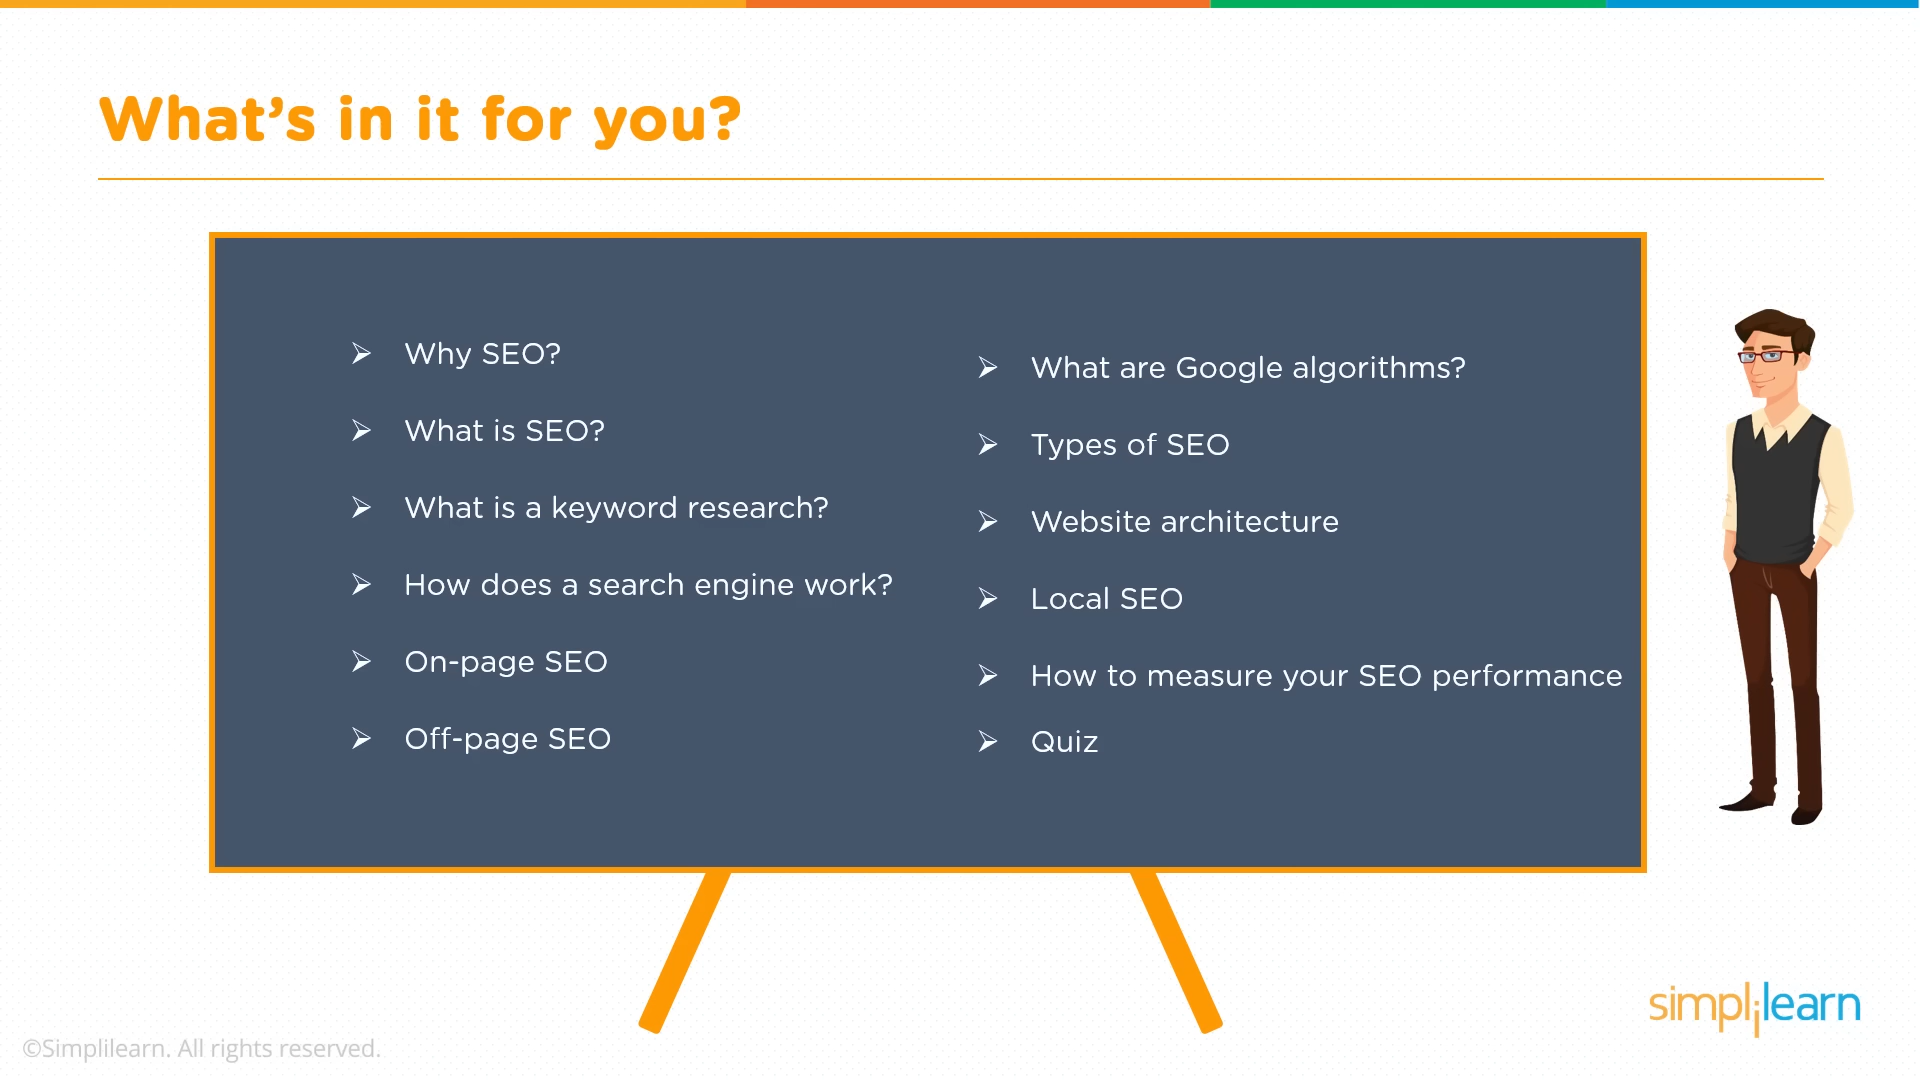 What's in it for you?
Why SEO?
What is SEO?
What is a keyword research?
How does a search engine work?
On-page SEO
Off-page SEO
What are Google algorithms?
Types of SEO
Website architecture
Local SEO
How to measure your SEO performance
Quiz
simplilearn
©Simplilearn. All rights reserved.